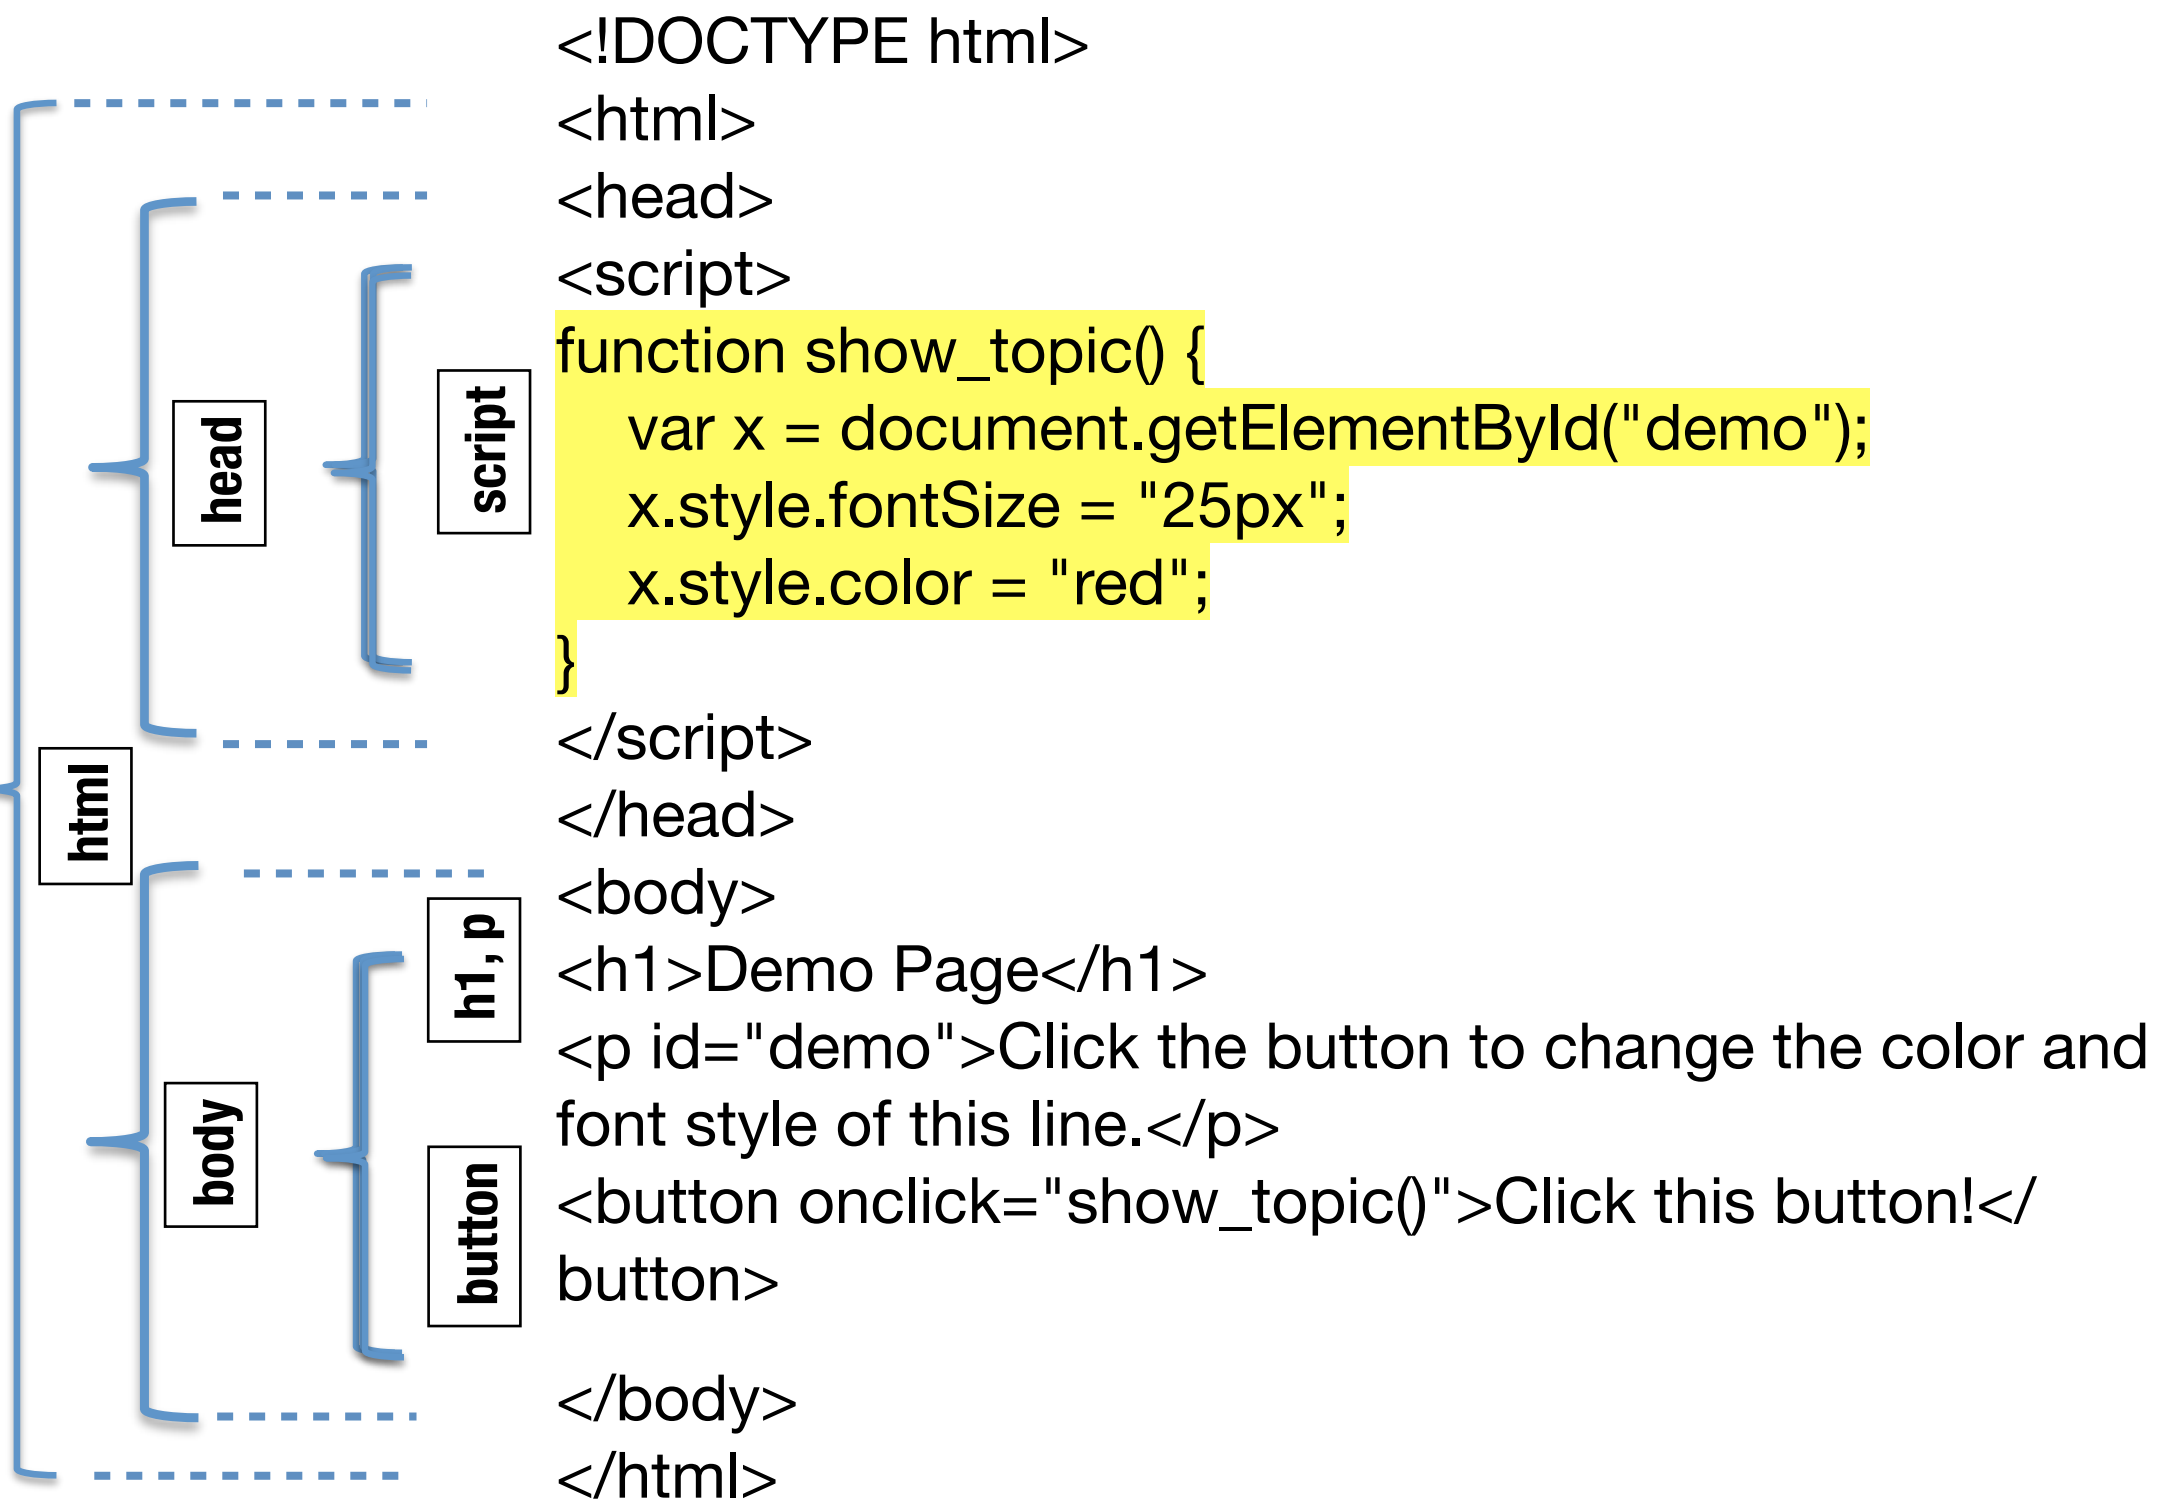 <!DOCTYPE html>
<html>
<head>
<script>
function show_topic() {
var x = document.getElementById("demo");
x.style.fontSize = "25px";
x.style.color = "red";
}
</script>
</head>
<body>
<h1>Demo Page</h1>
<p id="demo">Click the button to change the color and
font style of this line.</p>
<button onclick="show_topic()">Click this button!</
button>
</body>
</html>
html
head
script
body
h1, p
button